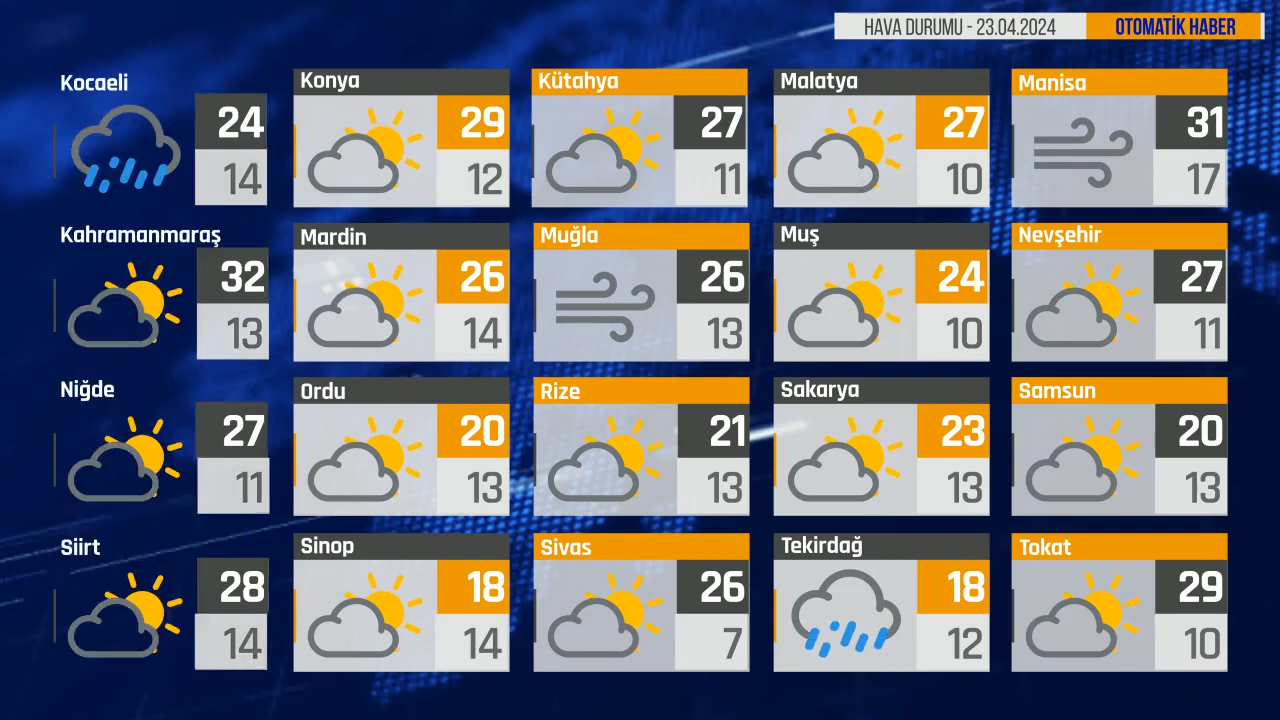 HAVA DURUMU - 23.04.2024 OTOMATİK HABER
Kocaeli
24
14
Konya
29
12
Kütahya
27
11
Malatya
27
10
Manisa
31
17
Kahramanmaraş
32
13
Mardin
26
14
Muğla
26
13
Muş
24
10
Nevşehir
27
11
Niğde
27
11
Ordu
20
13
Rize
21
13
Sakarya
23
13
Samsun
20
13
Siirt
28
14
Sinop
18
14
Sivas
26
7
Tekirdağ
18
12
Tokat
29
10